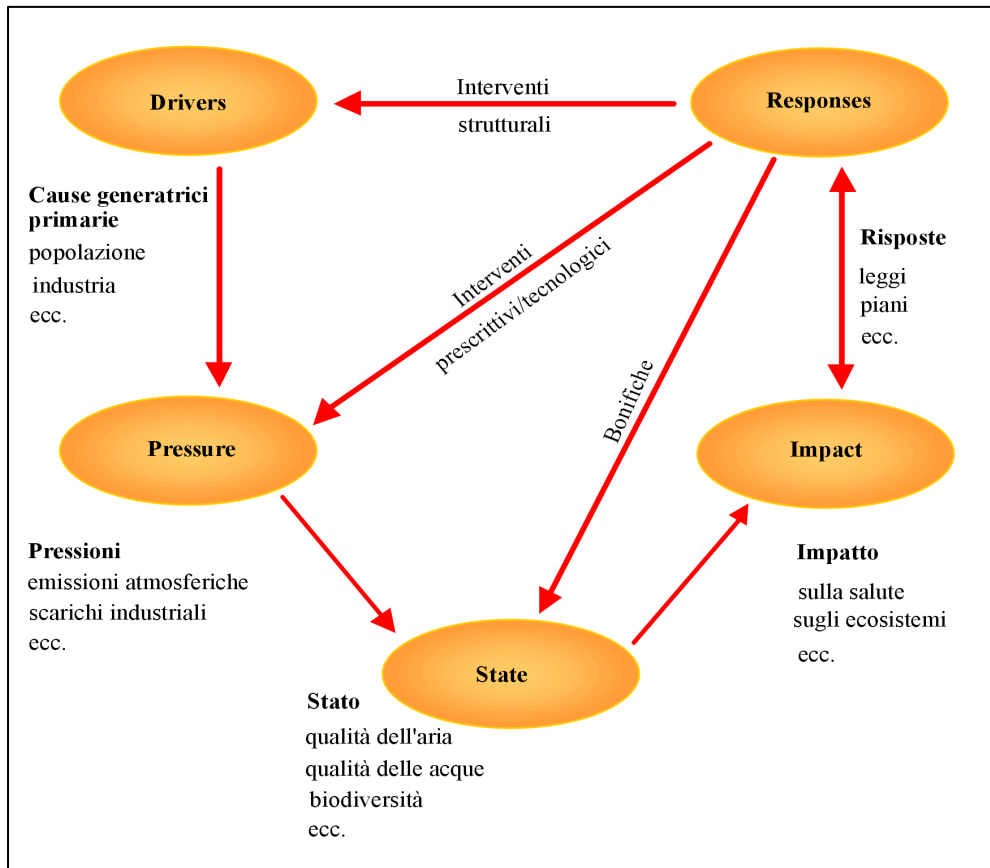 Drivers
Interventi
strutturali
Responses
Cause generatrici
primarie
popolazione
industria
ecc.
Interventi
prescrittivi/tecnologici
Bonifiche
Risposte
leggi
piani
ecc.
Pressure
Impact
Pressioni
emissioni atmosferiche
scarichi industriali
ecc.
Impatto
sulla salute
sugli ecosistemi
ecc.
State
Stato
qualità dell'aria
qualità delle acque
biodiversità
ecc.